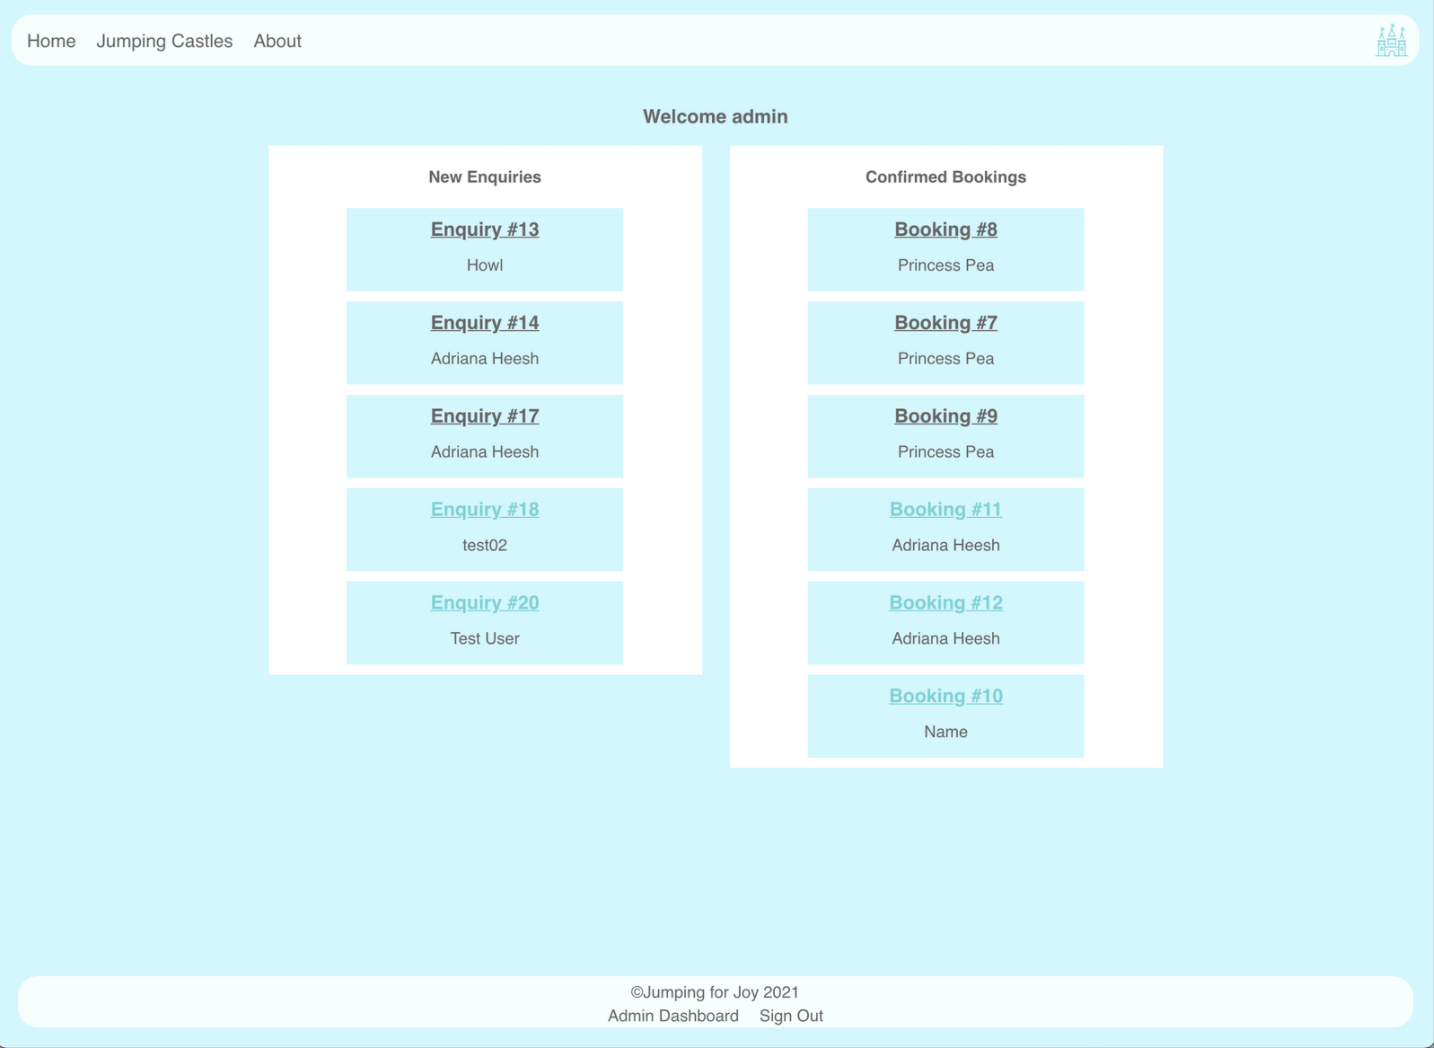 Home Jumping Castles About
Welcome admin
New Enquiries
Enquiry #13
Howl
Enquiry #14
Adriana Heesh
Enquiry #17
Adriana Heesh
Enquiry #18
test02
Enquiry #20
Test User
Confirmed Bookings
Booking #8
Princess Pea
Booking #7
Princess Pea
Booking #9
Princess Pea
Booking #11
Adriana Heesh
Booking #12
Adriana Heesh
Booking #10
Name
©Jumping for Joy 2021
Admin Dashboard Sign Out